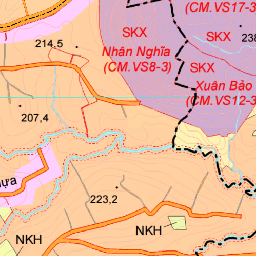 (CM.VS17-3
SKX
SKX
214,5
Nhân Nghĩa
(CM.VS8-3)
SKX
Xuân Bảo
(CM.VS12-3
207,4
223,2
NKH
NKH